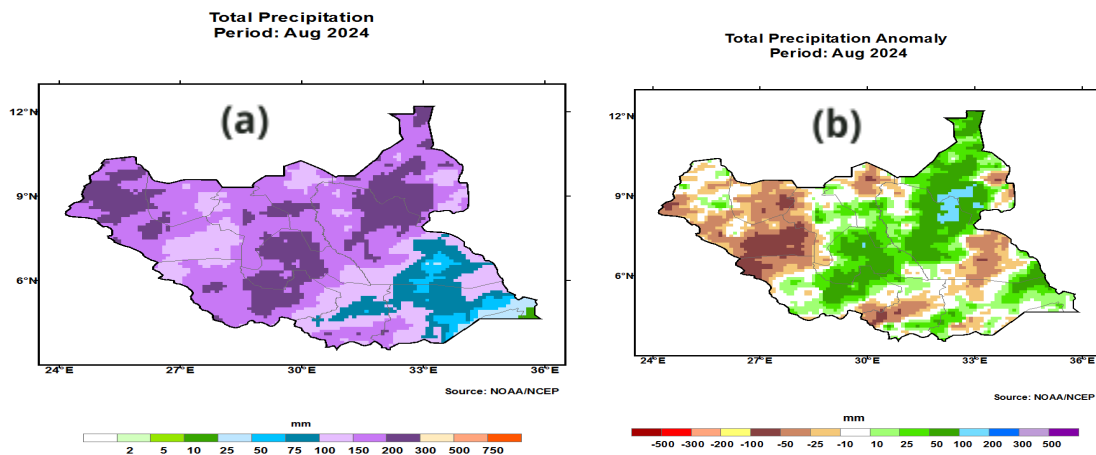 Total Precipitation
Period: Aug 2024
(a)
12°N
9°N
6°N
24°E 27°E 30°E 33°E 36°E
Source: NOAA/NCEP
mm
2 5 10 25 50 75 100 150 200 300 500 750
Total Precipitation Anomaly
Period: Aug 2024
(b)
12°N
9°N
6°N
24°E 27°E 30°E 33°E 36°E
Source: NOAA/NCEP
mm
-500 -300 -200 -100 -50 -25 -10 10 25 50 100 200 300 500